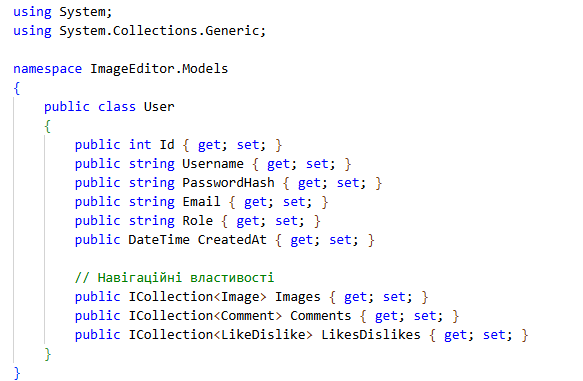 using System;
using System.Collections.Generic;

namespace ImageEditor.Models
{
    public class User
    {
        public int Id { get; set; }
        public string Username { get; set; }
        public string PasswordHash { get; set; }
        public string Email { get; set; }
        public string Role { get; set; }
        public DateTime CreatedAt { get; set; }

        // Навігаційні властивості
        public ICollection<Image> Images { get; set; }
        public ICollection<Comment> Comments { get; set; }
        public ICollection<LikeDislike> LikesDislikes { get; set; }
    }
}